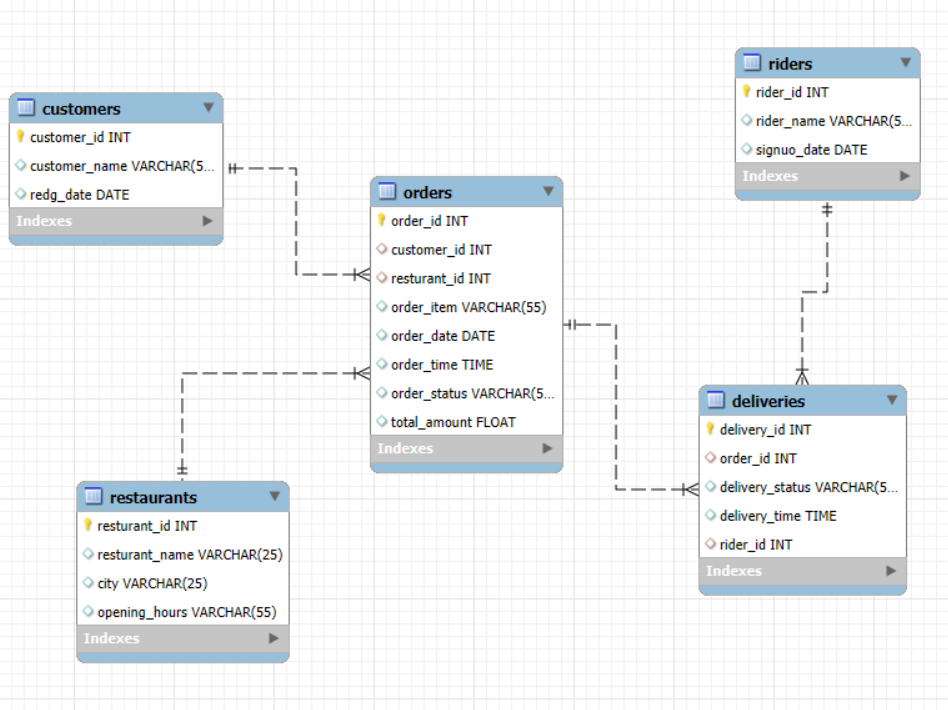 customers
customer_id INT
customer_name VARCHAR(5...
redg_date DATE
Indexes
orders
order_id INT
customer_id INT
resturant_id INT
order_item VARCHAR(55)
order_date DATE
order_time TIME
order_status VARCHAR(5...
total_amount FLOAT
Indexes
riders
rider_id INT
rider_name VARCHAR(5...
signuo_date DATE
Indexes
restaurants
resturant_id INT
resturant_name VARCHAR(25)
city VARCHAR(25)
opening_hours VARCHAR(55)
Indexes
deliveries
delivery_id INT
order_id INT
delivery_status VARCHAR(5...
delivery_time TIME
rider_id INT
Indexes